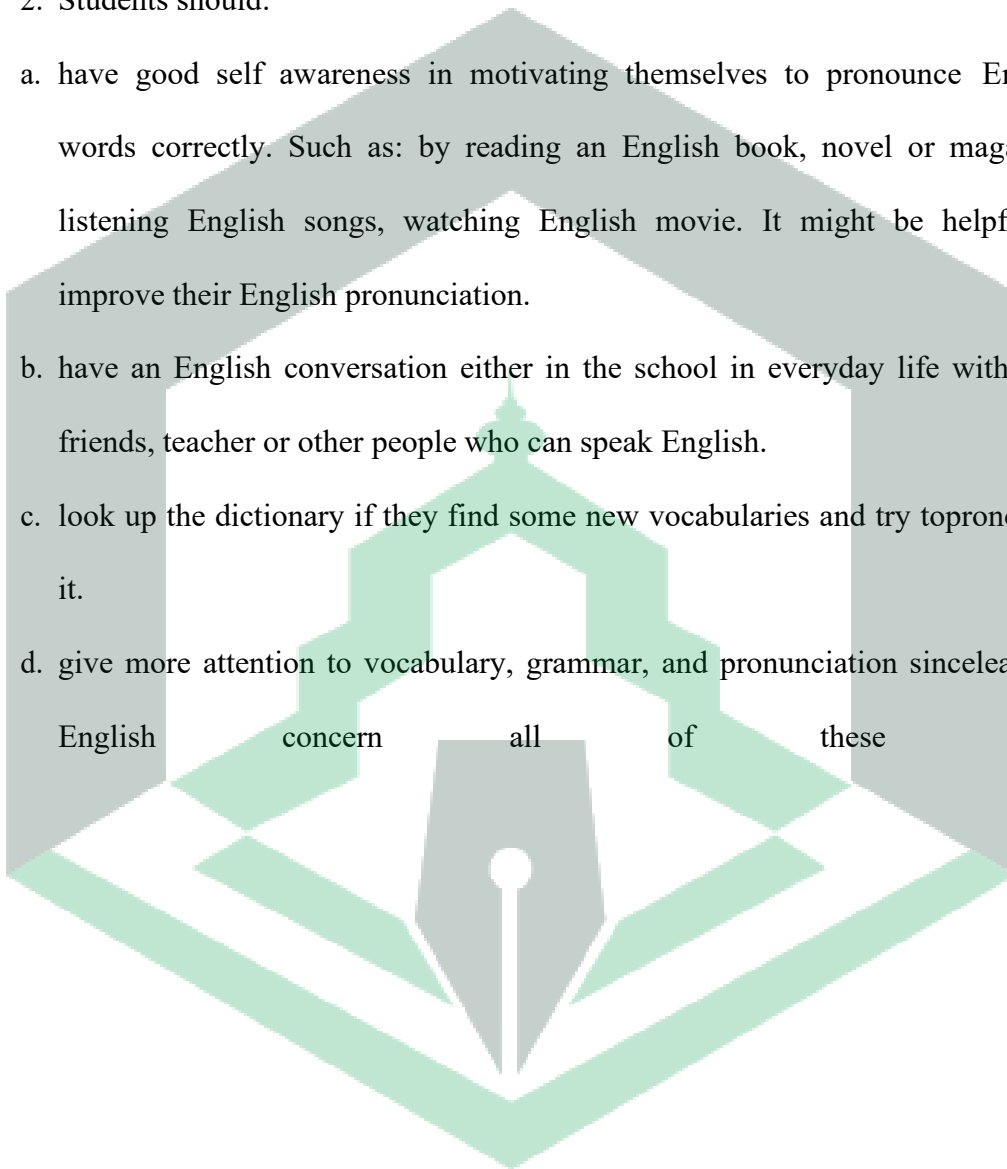 2. Students should:
a. have good self awareness in motivating themselves to pronounce
words correctly. Such as: by reading an English book, novel or
listening English songs, watching English movie. It might be
improve their English pronunciation.
b. have an English conversation either in the school in everyday life with
friends, teacher or other people who can speak English.
c. look up the dictionary if they find some new vocabularies and try
it.
d. give more attention to vocabulary, grammar, and pronunciation
English concern all of these